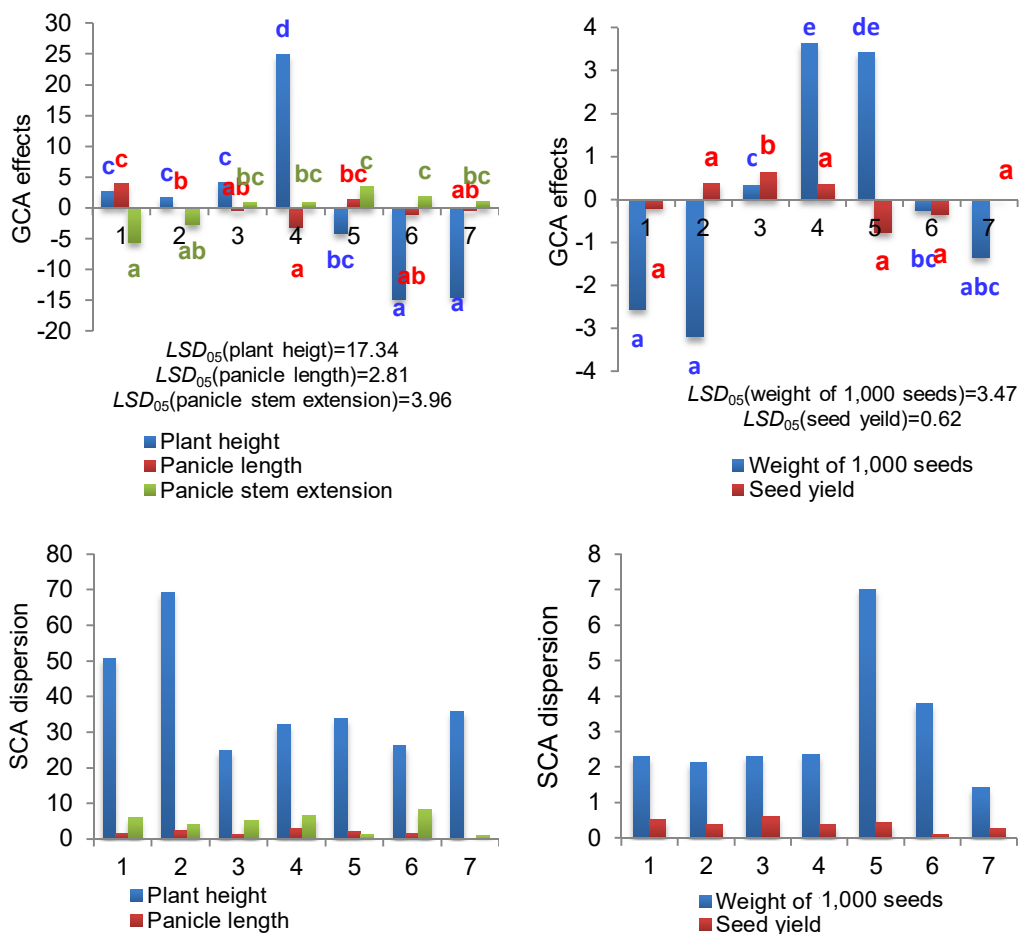 GCA effects
30
25
20
15
10
5
0
-5
-10
-15
-20
d
c c
c
b
c
ab
bc
bc
bc
c
c
ab
bc
1 2 3 4 5 6 7
a
ab
a
bc
ab
a
a
LSD05(plant heigt)=17.34
LSD05(panicle length)=2.81
LSD05(panicle stem extension)=3.96
Plant height
Panicle length
Panicle stem extension
GCA effects
4
3
2
1
0
-1
-2
-3
-4
e
de
a
c
b
a
a
1 2 3 4 5 6 7
a
a
a
a
bc
a
abc
LSD05(weight of 1,000 seeds)=3.47
LSD05(seed yeild)=0.62
Weight of 1,000 seeds
Seed yield
SCA dispersion
80
70
60
50
40
30
20
10
0
1 2 3 4 5 6 7
Plant height
Panicle length
SCA dispersion
8
7
6
5
4
3
2
1
0
1 2 3 4 5 6 7
Weight of 1,000 seeds
Seed yield